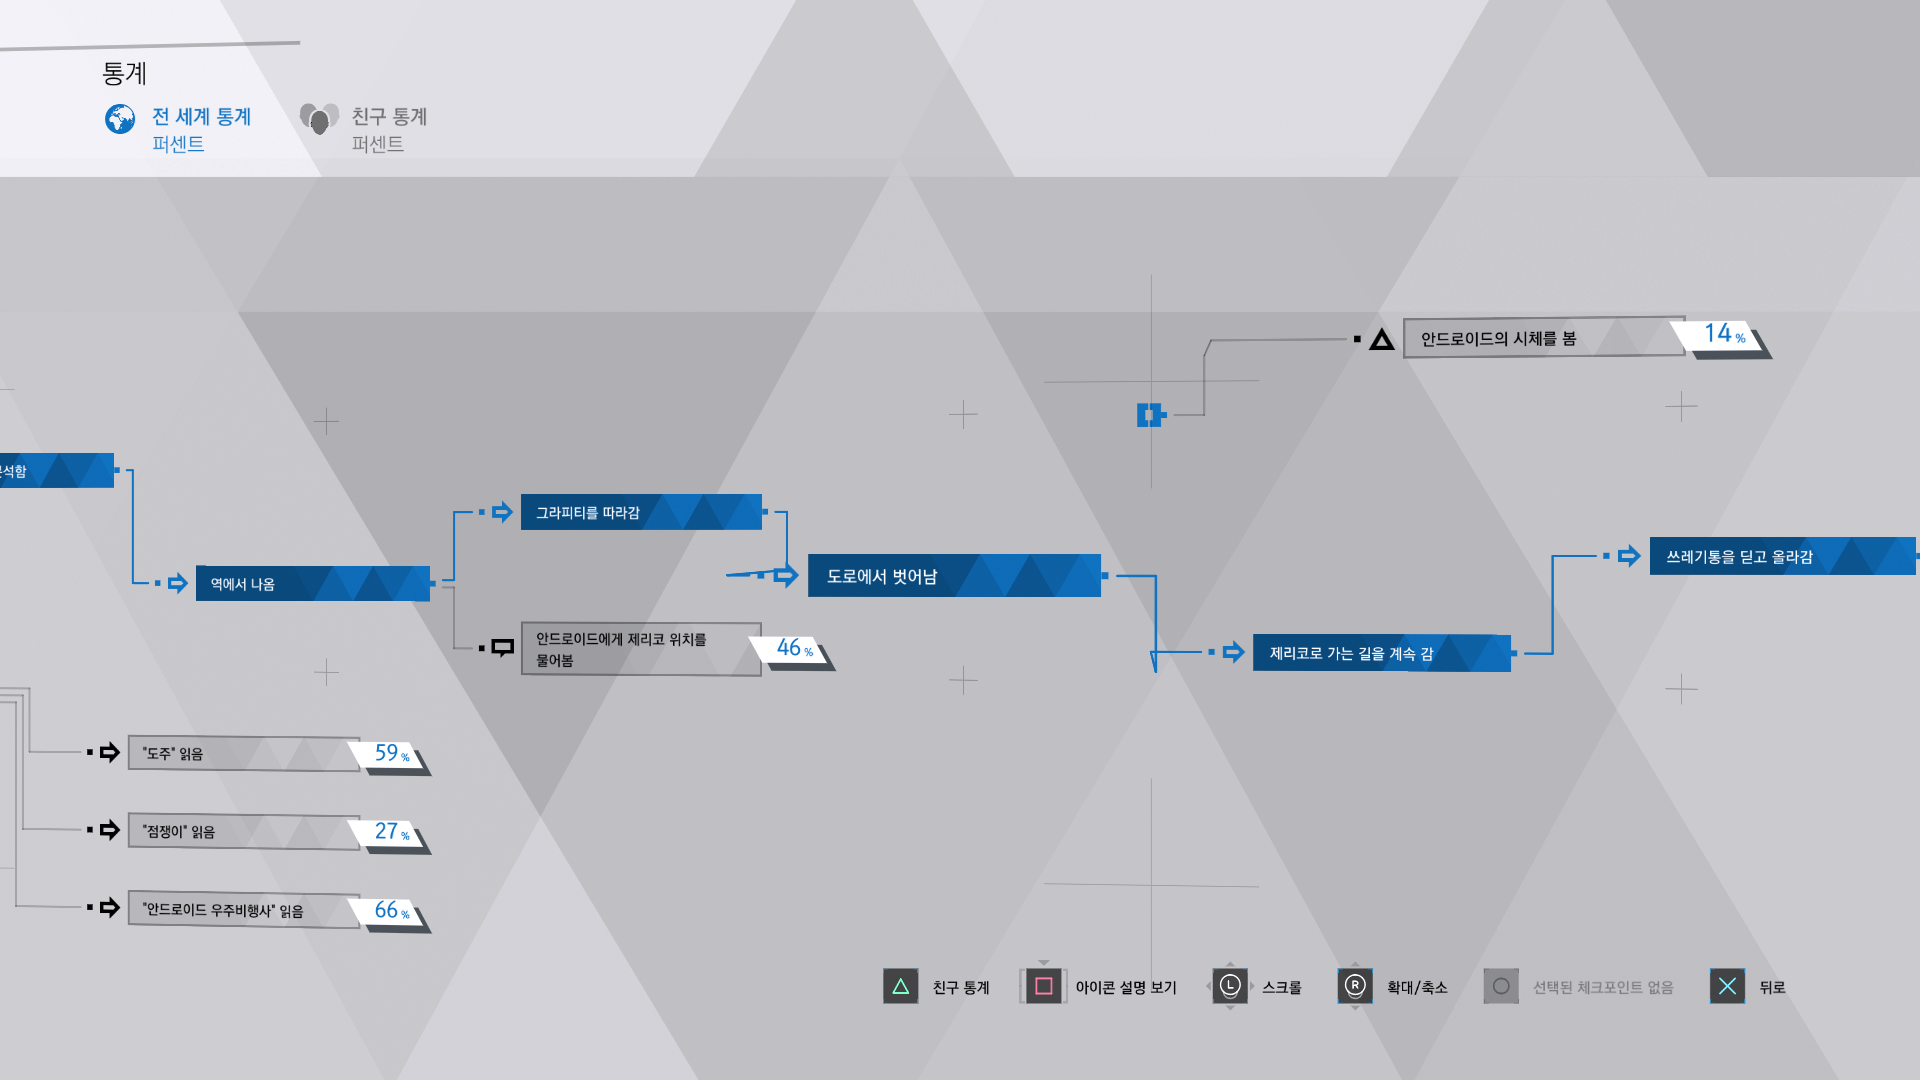 통계
전 세계 통계
퍼센트
친구 통계
퍼센트
안드로이드의 시체를 봄
14 %
그라피티를 따라감
쓰레기통을 딛고 올라감
도로에서 벗어남
역에서 나옴
안드로이드에게 제리코 위치를
물어봄
46 %
제리코로 가는 길을 계속 감
"도주" 읽음
59 %
"점쟁이" 읽음
27 %
"안드로이드 우주비행사" 읽음
66 %
친구 통계
아이콘 설명 보기
L
스크롤
R
확대/축소
선택된 체크포인트 없음
뒤로